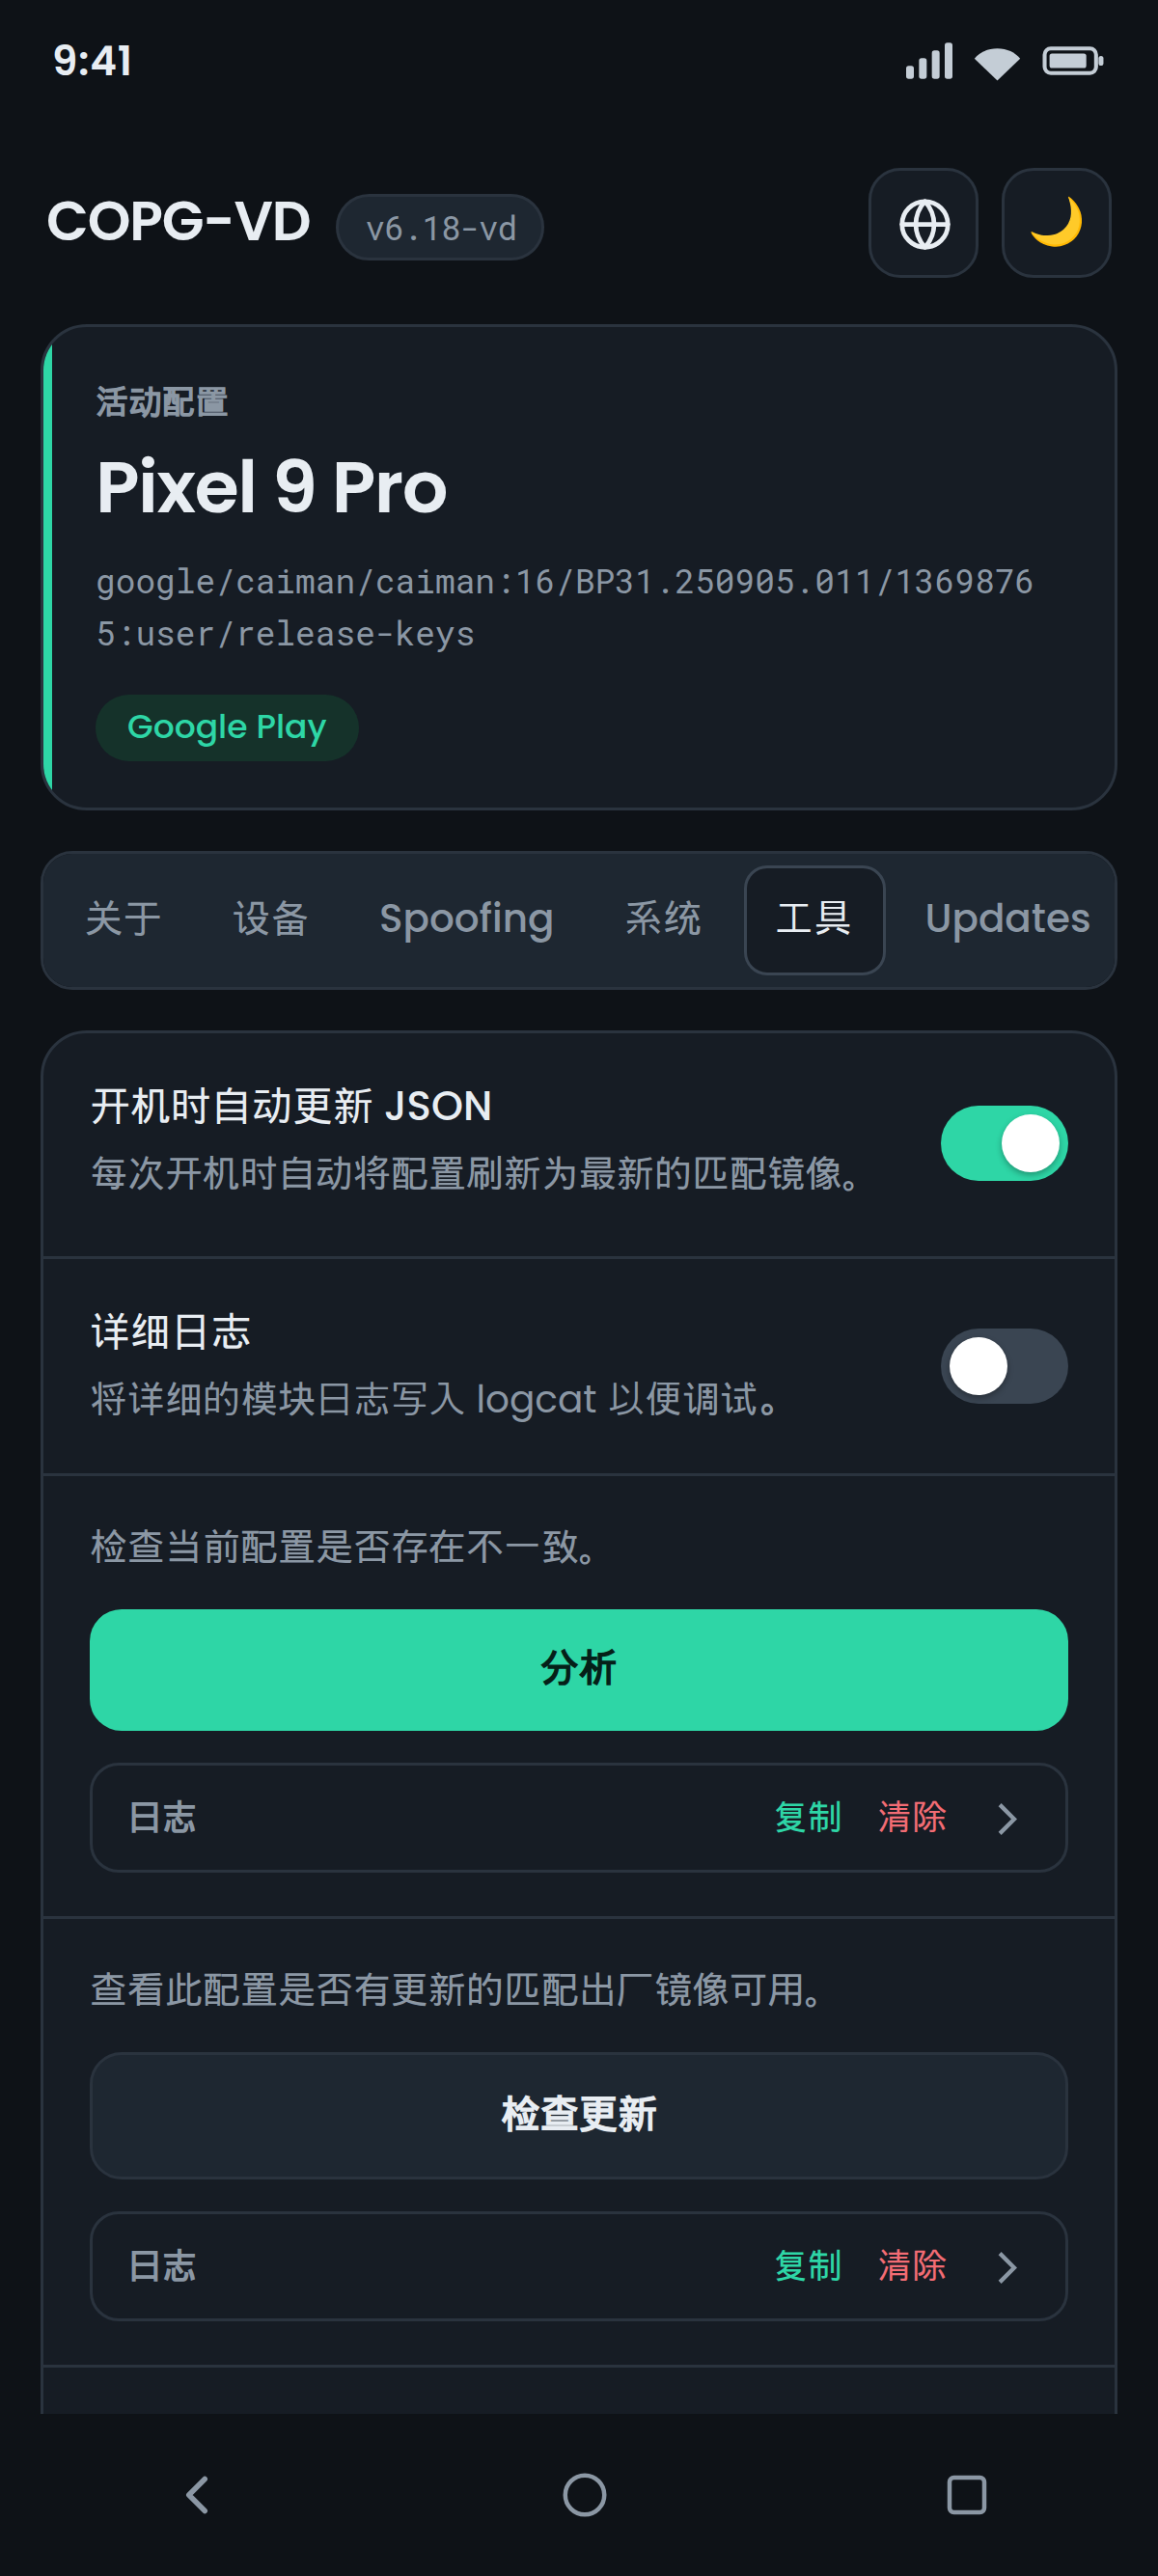 9:41
COPG-VD v6.18-vd
活动配置
Pixel 9 Pro
google/caiman/caiman:16/BP31.250905.011/1369876
5:user/release-keys
Google Play
关于 设备 Spoofing 系统 工具 Updates
开机时自动更新 JSON
每次开机时自动将配置刷新为最新的匹配镜像。
详细日志
将详细的模块日志写入 logcat 以便调试。
检查当前配置是否存在不一致。
分析
日志 复制 清除
查看此配置是否有更新的匹配出厂镜像可用。
检查更新
日志 复制 清除